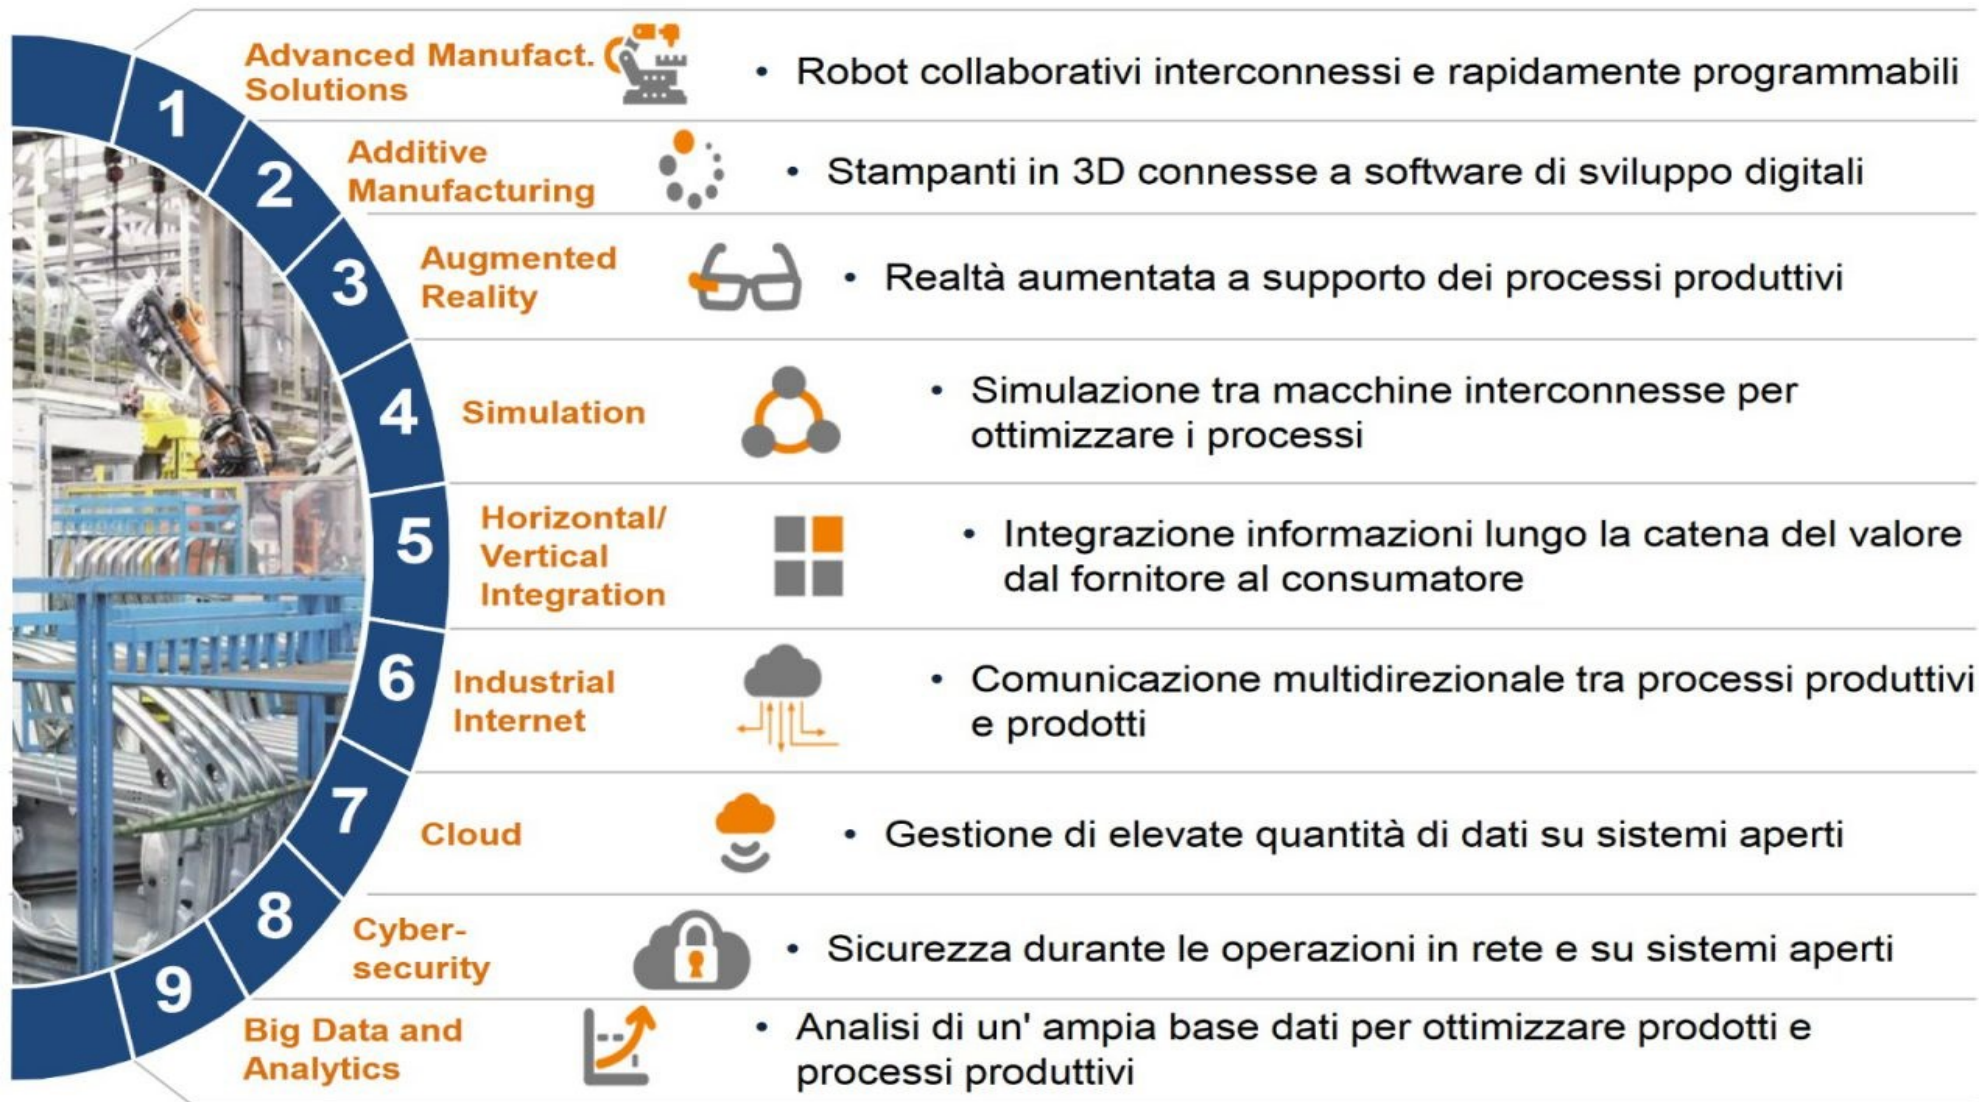 1
Advanced Manufact.
Solutions
• Robot collaborativi interconnessi e rapidamente programmabili
2
Additive
Manufacturing
• Stampanti in 3D connesse a software di sviluppo digitali
3
Augmented
Reality
• Realtà aumentata a supporto dei processi produttivi
4
Simulation
• Simulazione tra macchine interconnesse per
ottimizzare i processi
5
Horizontal/
Vertical
Integration
• Integrazione informazioni lungo la catena del valore
dal fornitore al consumatore
6
Industrial
Internet
• Comunicazione multidirezionale tra processi produttivi
e prodotti
7
Cloud
• Gestione di elevate quantità di dati su sistemi aperti
8
Cyber-
security
• Sicurezza durante le operazioni in rete e su sistemi aperti
9
Big Data and
Analytics
• Analisi di un' ampia base dati per ottimizzare prodotti e
processi produttivi